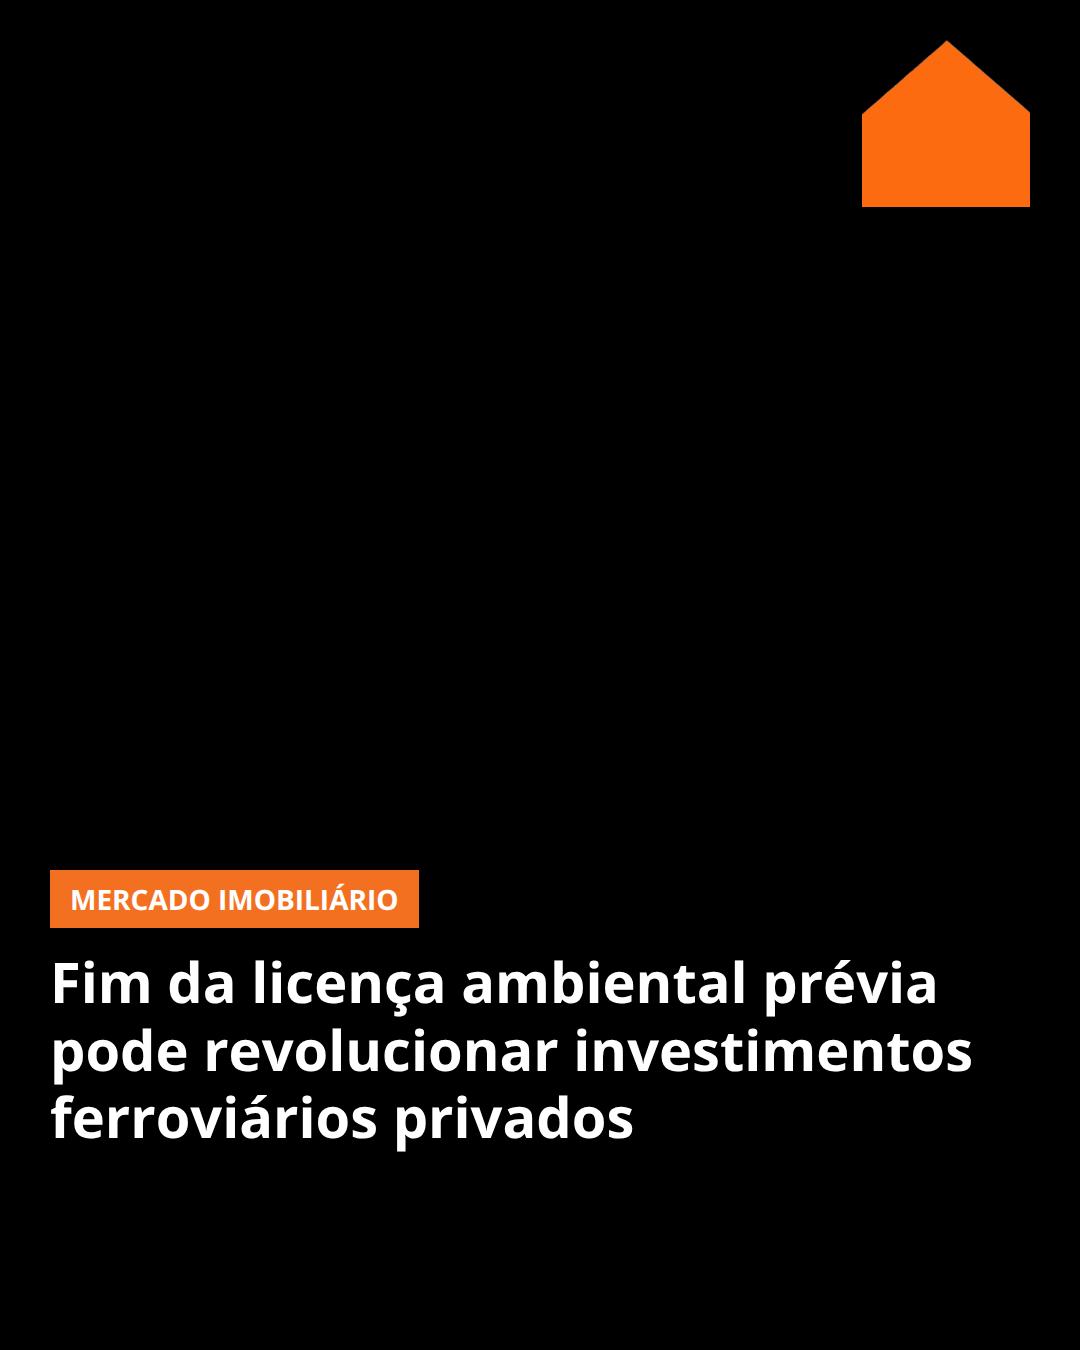 MERCADO IMOBILIÁRIO
Fim da licença ambiental prévia
pode revolucionar investimentos
ferroviários privados